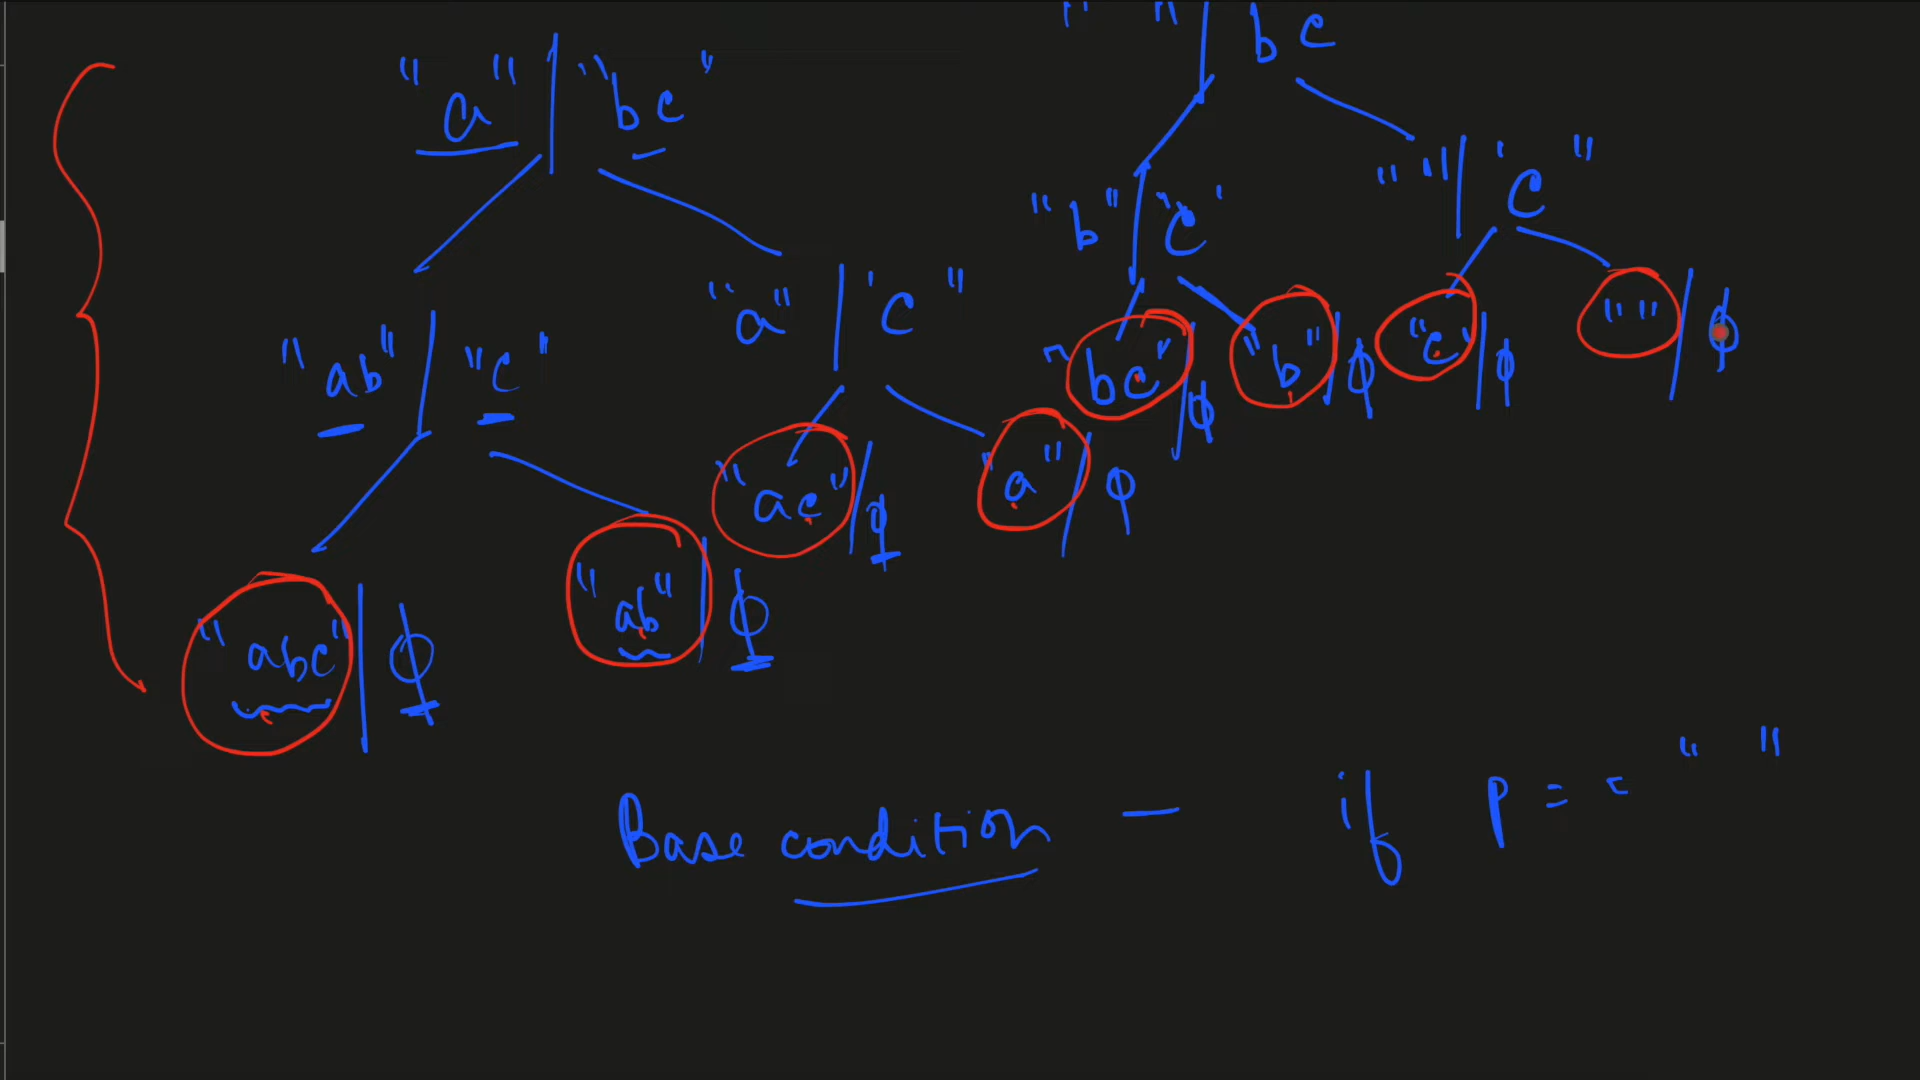 " " | bc
"a" | "bc"
"b" | "c"
" " | "c"
"ab" | "c"
"a" | "c"
"bc" | ϕ
"b" | ϕ
"c" | ϕ
" " | ϕ
"ac" | ϕ
"a" | ϕ
"abc" | ϕ
"ab" | ϕ
Base condition — if p = = " "